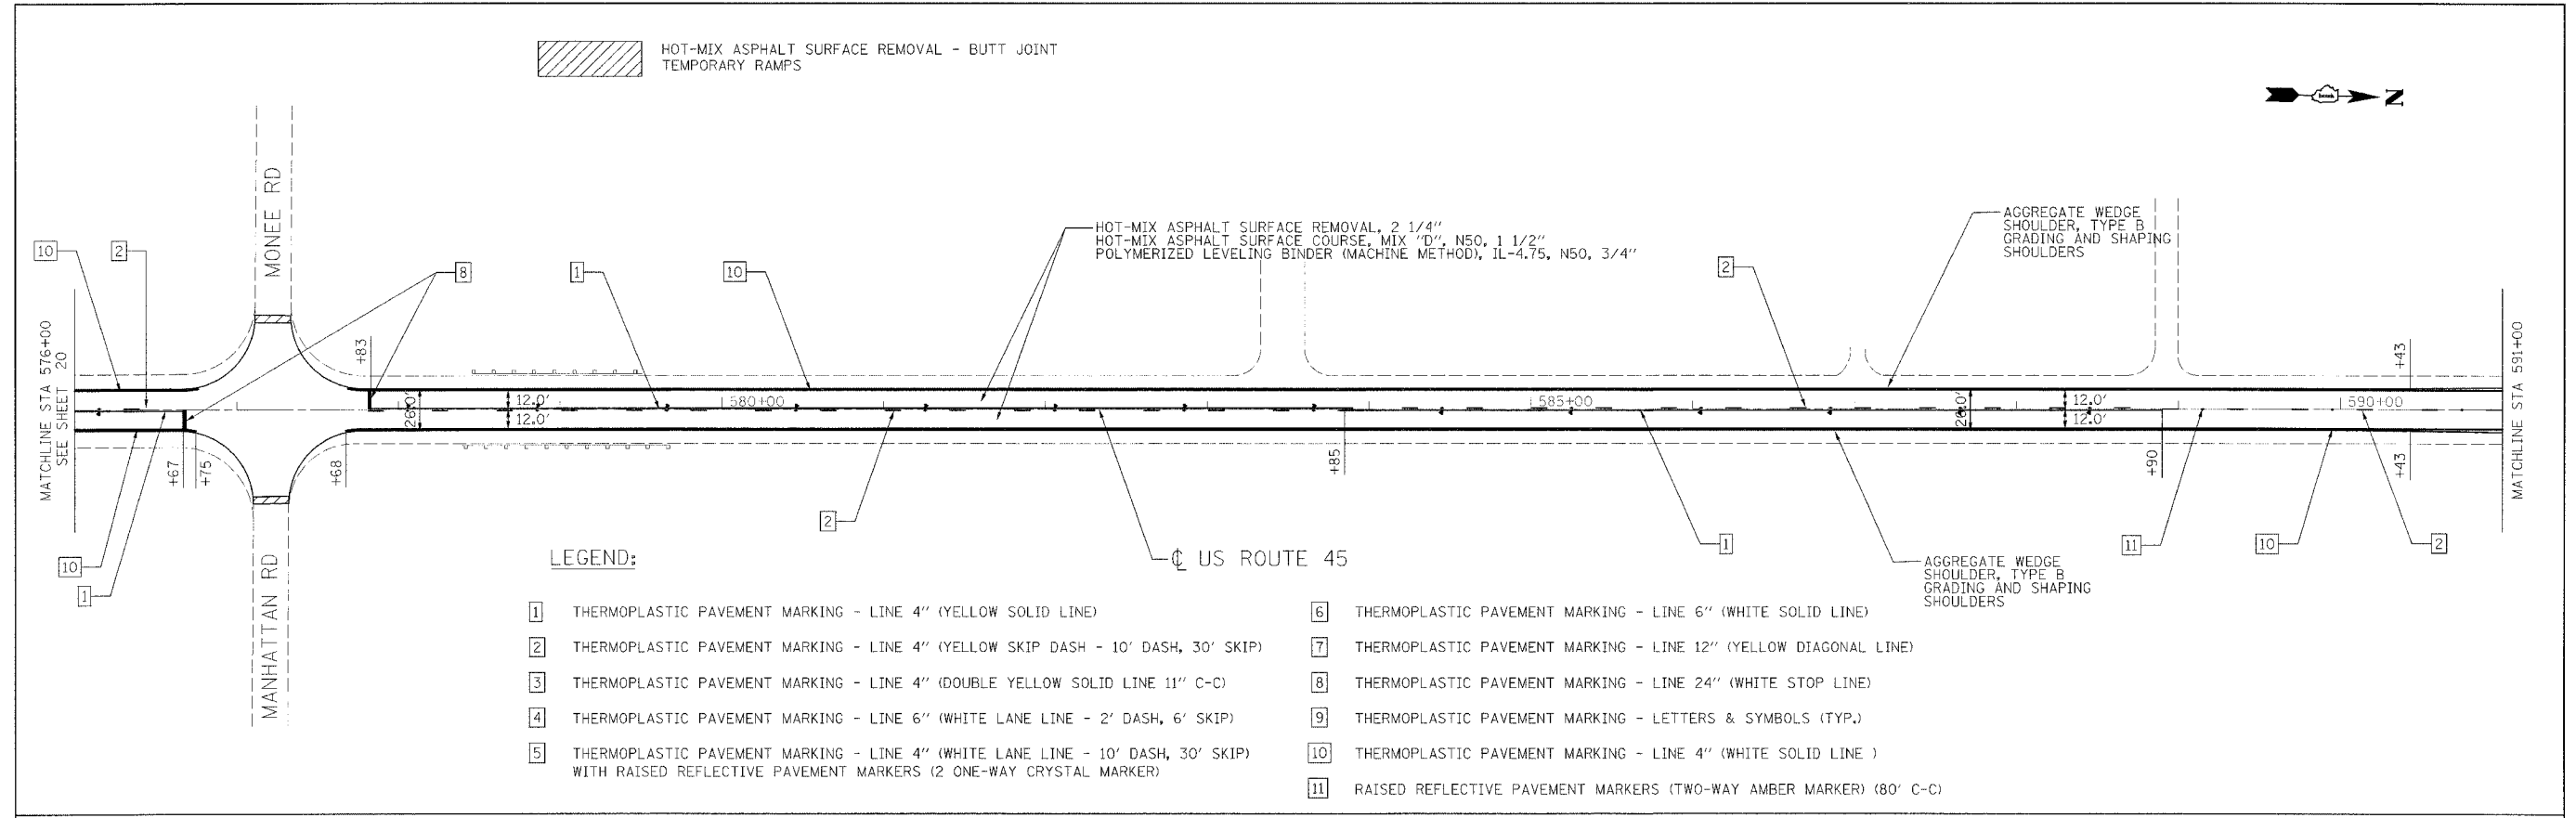 HOT-MIX ASPHALT SURFACE REMOVAL - BUTT JOINT
TEMPORARY RAMPS
N
MONEE RD
HOT-MIX ASPHALT SURFACE REMOVAL, 2 1/4"
HOT-MIX ASPHALT SURFACE COURSE, MIX "D", N50, 1 1/2"
POLYMERIZED LEVELING BINDER (MACHINE METHOD), IL-4.75, N50, 3/4"
AGGREGATE WEDGE
SHOULDER, TYPE B
GRADING AND SHAPING
SHOULDERS
10
2
8
1
10
2
MATCHLINE STA 576+00
SEE SHEET 20
+83
+43
26.0'
12.0'
12.0'
580+00
585+00
26.0'
12.0'
12.0'
590+00
MATCHLINE STA 591+00
+67
+75
+68
+85
+90
+43
10
1
2
1
11
10
2
MANHATTAN RD
℄ US ROUTE 45
AGGREGATE WEDGE
SHOULDER, TYPE B
GRADING AND SHAPING
SHOULDERS
LEGEND:
1 THERMOPLASTIC PAVEMENT MARKING - LINE 4" (YELLOW SOLID LINE)
2 THERMOPLASTIC PAVEMENT MARKING - LINE 4" (YELLOW SKIP DASH - 10' DASH, 30' SKIP)
3 THERMOPLASTIC PAVEMENT MARKING - LINE 4" (DOUBLE YELLOW SOLID LINE 11" C-C)
4 THERMOPLASTIC PAVEMENT MARKING - LINE 6" (WHITE LANE LINE - 2' DASH, 6' SKIP)
5 THERMOPLASTIC PAVEMENT MARKING - LINE 4" (WHITE LANE LINE - 10' DASH, 30' SKIP)
WITH RAISED REFLECTIVE PAVEMENT MARKERS (2 ONE-WAY CRYSTAL MARKER)
6 THERMOPLASTIC PAVEMENT MARKING - LINE 6" (WHITE SOLID LINE)
7 THERMOPLASTIC PAVEMENT MARKING - LINE 12" (YELLOW DIAGONAL LINE)
8 THERMOPLASTIC PAVEMENT MARKING - LINE 24" (WHITE STOP LINE)
9 THERMOPLASTIC PAVEMENT MARKING - LETTERS & SYMBOLS (TYP.)
10 THERMOPLASTIC PAVEMENT MARKING - LINE 4" (WHITE SOLID LINE )
11 RAISED REFLECTIVE PAVEMENT MARKERS (TWO-WAY AMBER MARKER) (80' C-C)